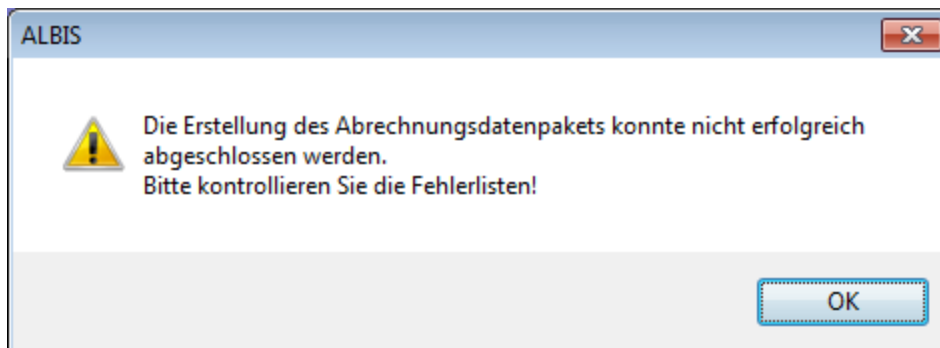 ALBIS
Die Erstellung des Abrechnungsdatenpakets konnte nicht erfolgreich
abgeschlossen werden.
Bitte kontrollieren Sie die Fehlerlisten!
OK